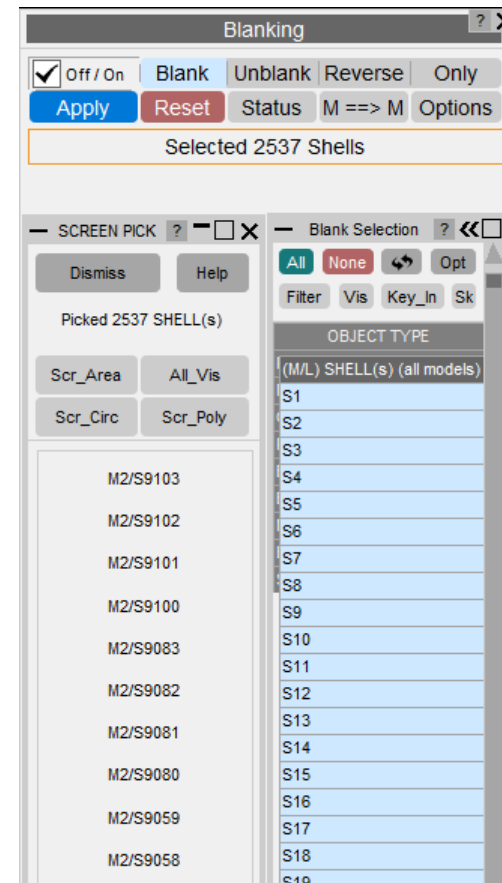 Blanking ?
Off / On Blank Unblank Reverse Only
Apply Reset Status M ==> M Options
Selected 2537 Shells
SCREEN PICK ?
Dismiss Help
Picked 2537 SHELL(s)
Scr_Area All_Vis
Scr_Circ Scr_Poly
M2/S9103
M2/S9102
M2/S9101
M2/S9100
M2/S9083
M2/S9082
M2/S9081
M2/S9080
M2/S9059
M2/S9058
Blank Selection ?
All None Opt
Filter Vis Key_In Sk
OBJECT TYPE
(M/L) SHELL(s) (all models)
S1
S2
S3
S4
S5
S6
S7
S8
S9
S10
S11
S12
S13
S14
S15
S16
S17
S18
S19